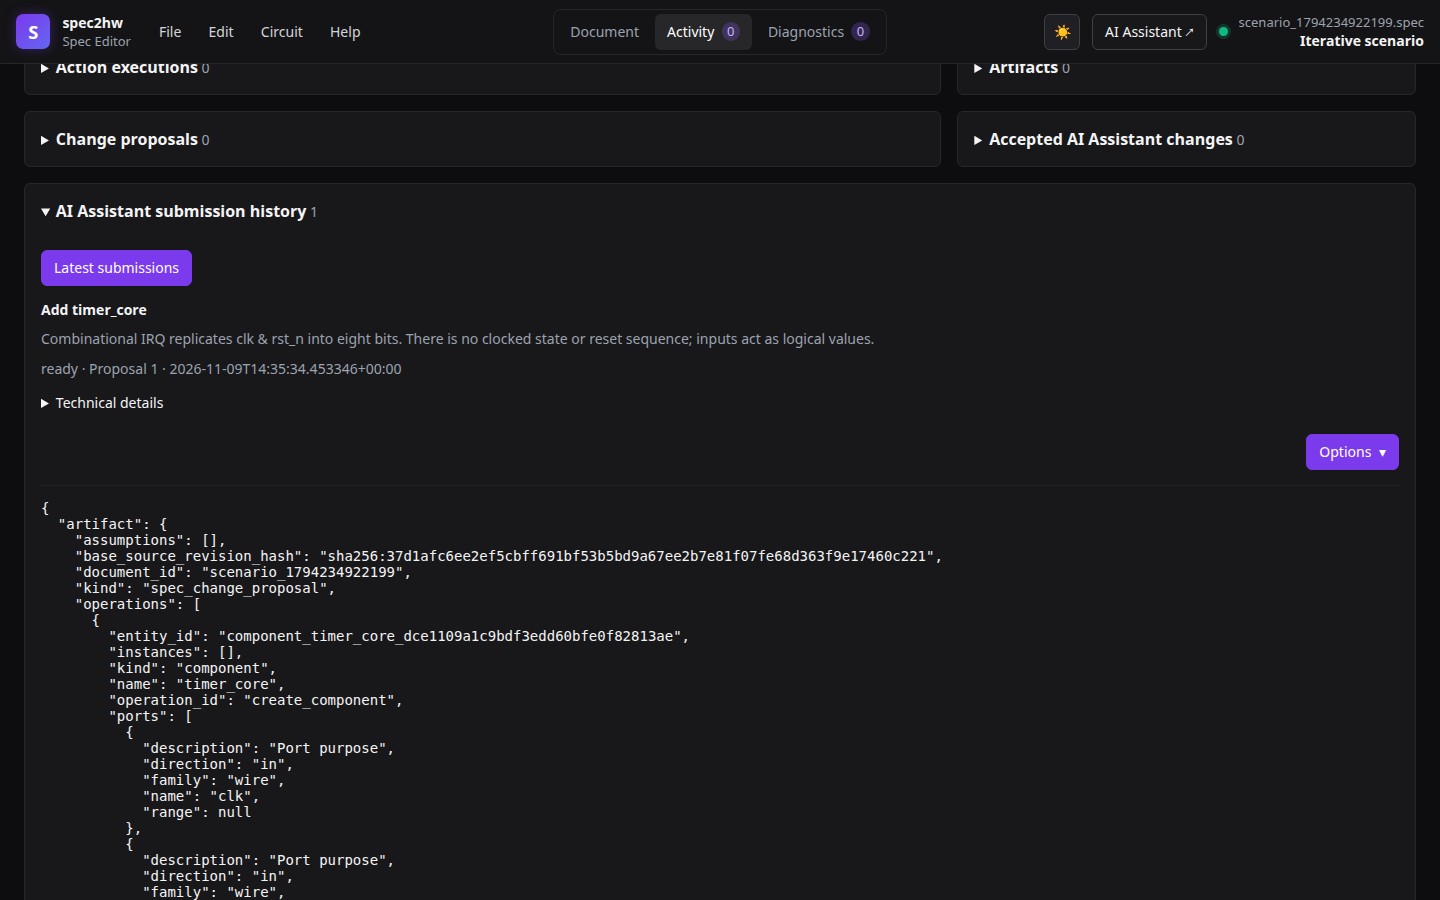 S
spec2hw
Spec Editor
File Edit Circuit Help
Document Activity 0 Diagnostics 0
AI Assistant ↗
scenario_1794234922199.spec
Iterative scenario
Action executions 0
Artifacts 0
Change proposals 0
Accepted AI Assistant changes 0
AI Assistant submission history 1
Latest submissions
Add timer_core
Combinational IRQ replicates clk & rst_n into eight bits. There is no clocked state or reset sequence; inputs act as logical values.
ready · Proposal 1 · 2026-11-09T14:35:34.453346+00:00
Technical details
Options
{
  "artifact": {
    "assumptions": [],
    "base_source_revision_hash": "sha256:37d1afc6ee2ef5cbff691bf53b5bd9a67ee2b7e81f07fe68d363f9e17460c221",
    "document_id": "scenario_1794234922199",
    "kind": "spec_change_proposal",
    "operations": [
      {
        "entity_id": "component_timer_core_dce1109a1c9bdf3edd60bfe0f82813ae",
        "instances": [],
        "kind": "component",
        "name": "timer_core",
        "operation_id": "create_component",
        "ports": [
          {
            "description": "Port purpose",
            "direction": "in",
            "family": "wire",
            "name": "clk",
            "range": null
          },
          {
            "description": "Port purpose",
            "direction": "in",
            "family": "wire",